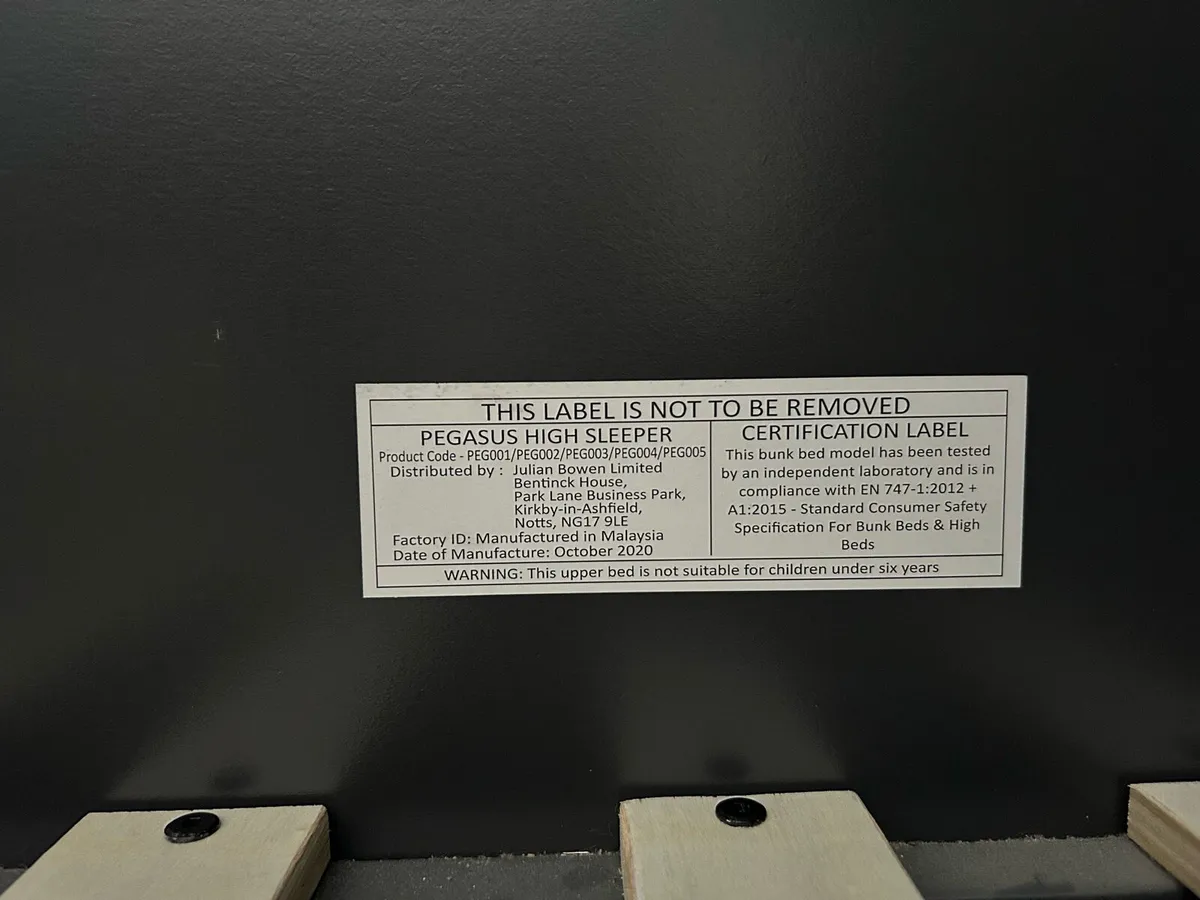 THIS LABEL IS NOT TO BE REMOVED
PEGASUS HIGH SLEEPER
Product Code - PEG001/PEG002/PEG003/PEG004/PEG005
Distributed by : Julian Bowen Limited
Bentinck House,
Park Lane Business Park,
Kirkby-in-Ashfield,
Notts, NG17 9LE
Factory ID: Manufactured in Malaysia
Date of Manufacture: October 2020
CERTIFICATION LABEL
This bunk bed model has been tested
by an independent laboratory and is in
compliance with EN 747-1:2012 +
A1:2015 - Standard Consumer Safety
Specification For Bunk Beds & High
Beds
WARNING: This upper bed is not suitable for children under six years